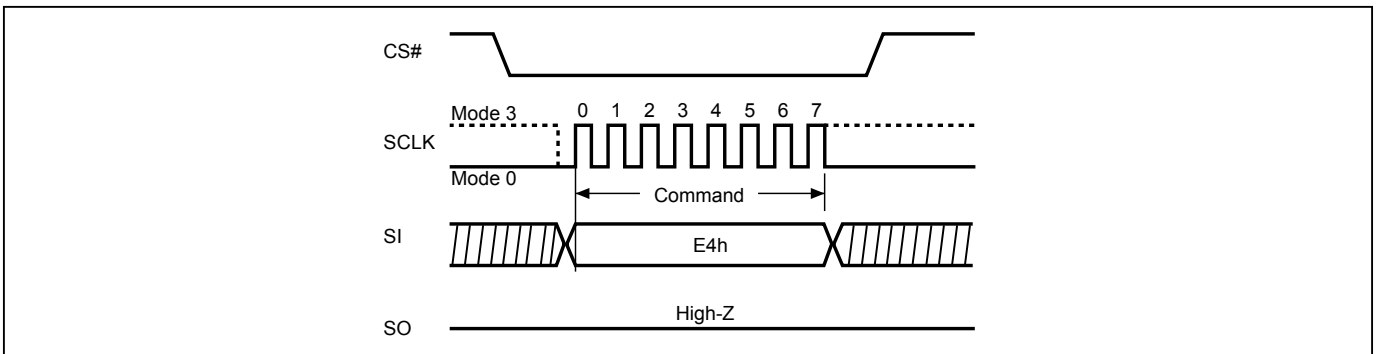 CS#
Mode 3
0 1 2 3 4 5 6 7
SCLK
Mode 0
Command
SI
E4h
High-Z
SO